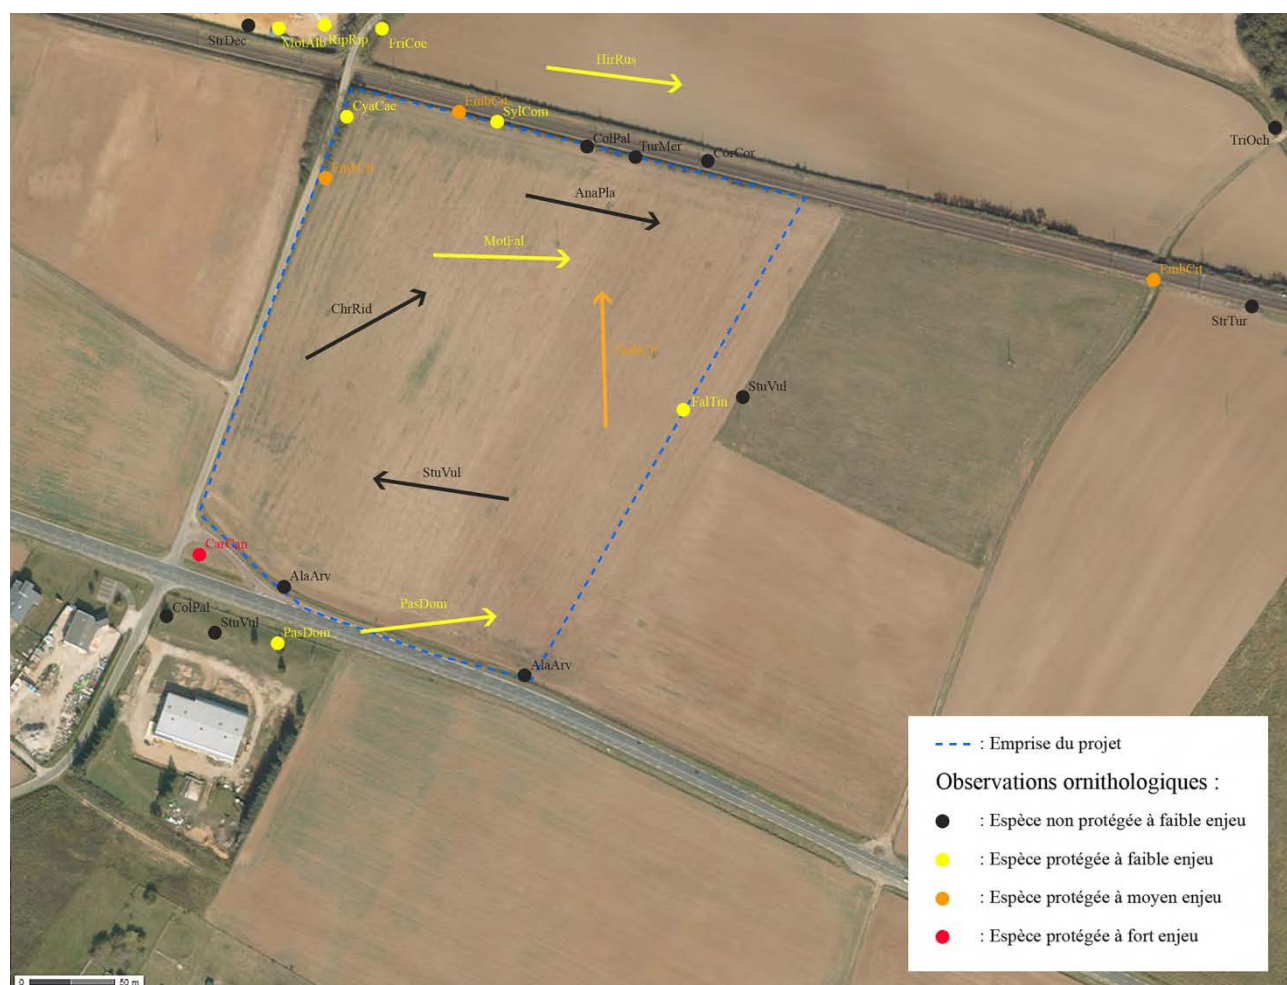 StrDec
MotAlb
RipRip
FriCoe
HirRus
CyaCae
EmbCit
SylCom
ColPal
TurMer
CorCor
TriOch
EmbCit
AnaPla
MotFal
ChrRid
EmbCit
StrTur
StuVul
FalTin
StuVul
CarCan
AlaArv
ColPal
StuVul
PasDom
PasDom
AlaArv
: Emprise du projet
Observations ornithologiques :
: Espèce non protégée à faible enjeu
: Espèce protégée à faible enjeu
: Espèce protégée à moyen enjeu
: Espèce protégée à fort enjeu
0 50 m